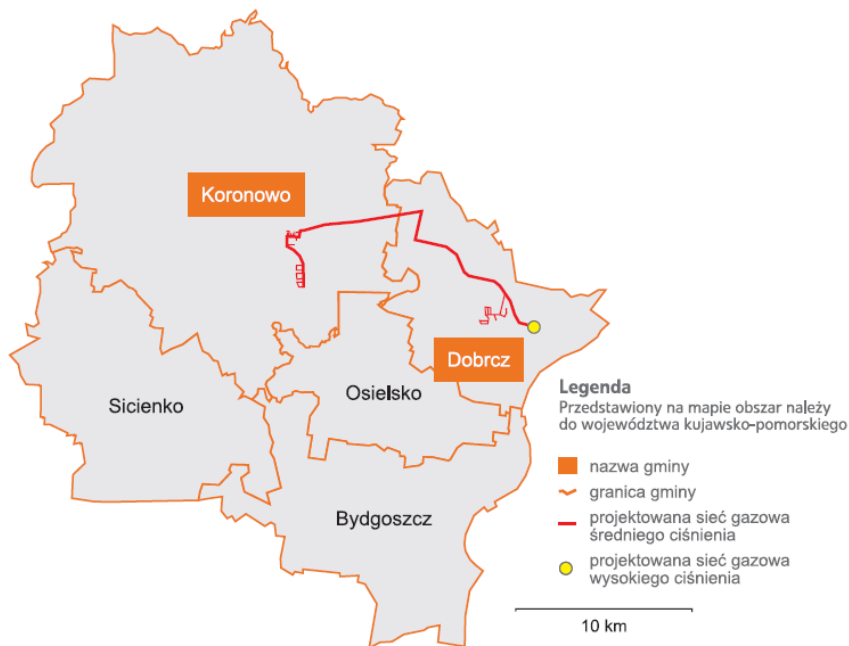 Koronowo
Dobrcz
Osielsko
Sicienko
Bydgoszcz
Legenda
Przedstawiony na mapie obszar należy
do województwa kujawsko-pomorskiego
nazwa gminy
granica gminy
projektowana sieć gazowa
średniego ciśnienia
projektowana sieć gazowa
wysokiego ciśnienia
10 km